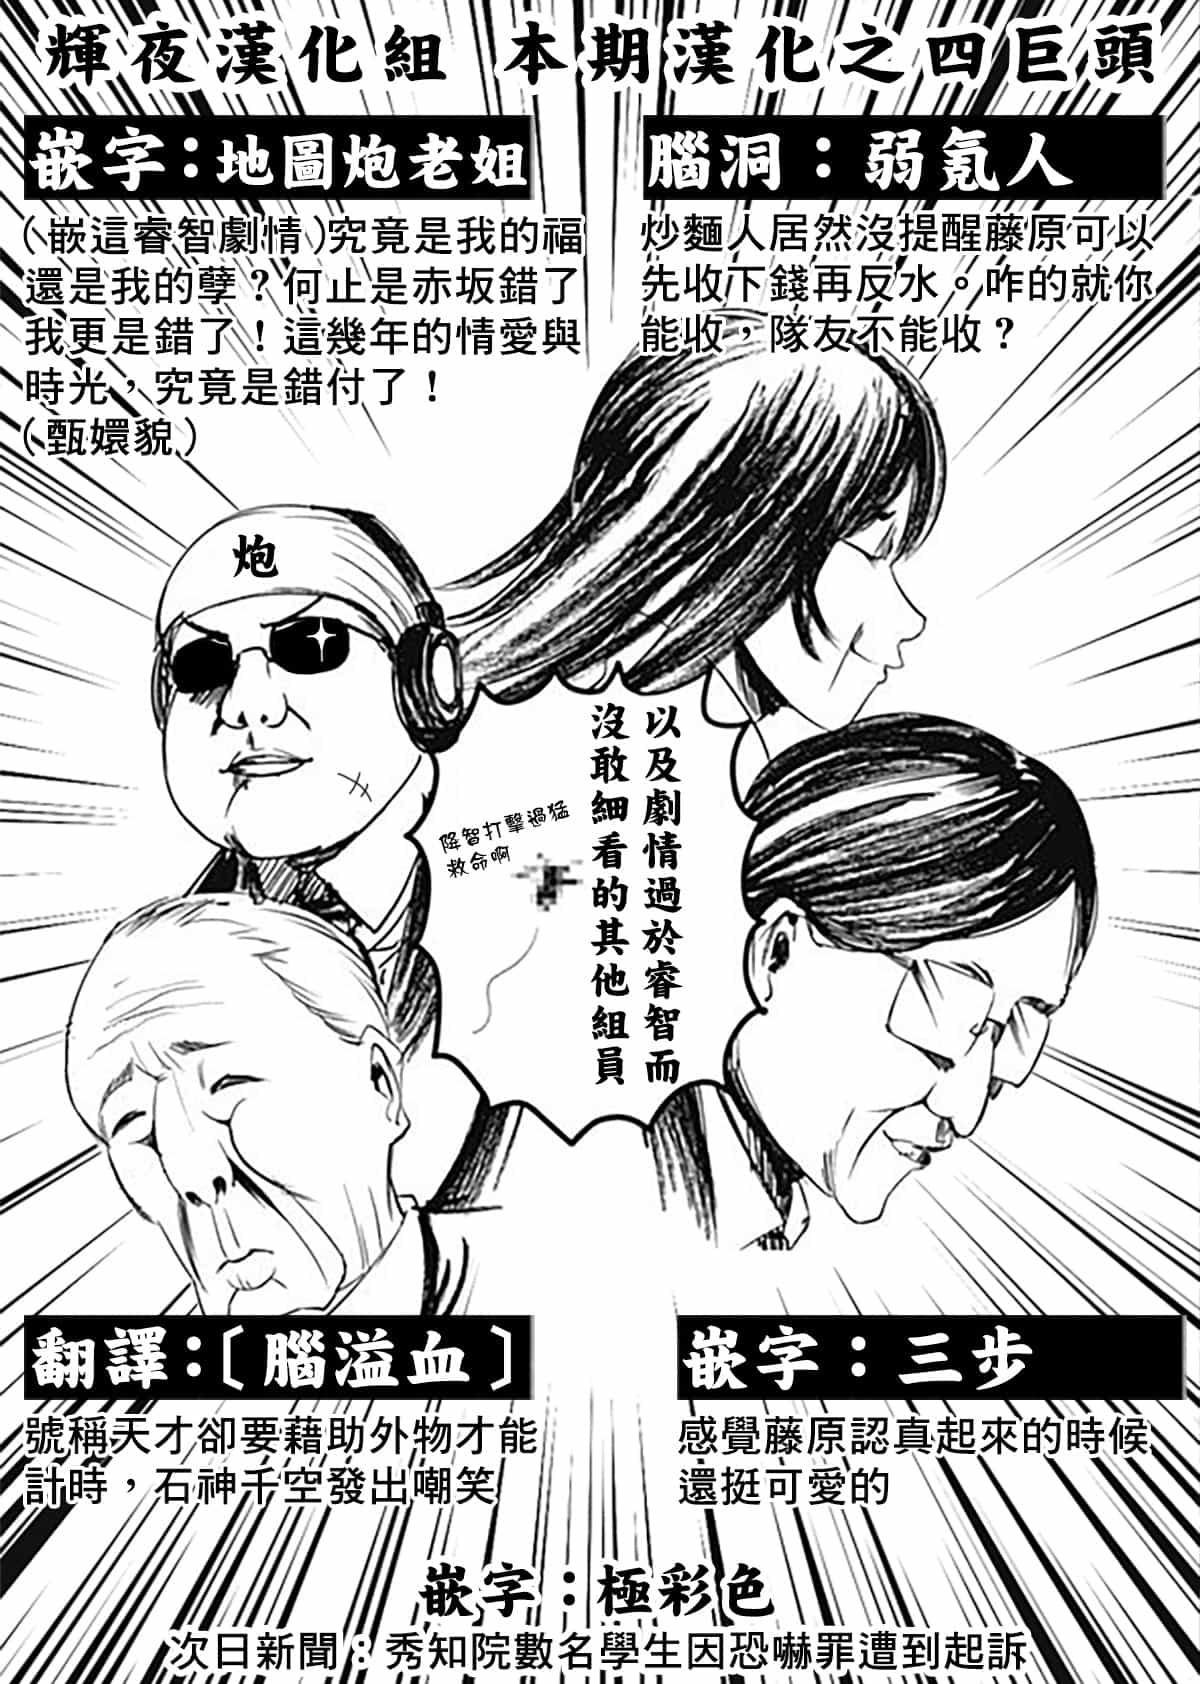 輝夜漢化組 本期漢化之四巨頭
嵌字：地圖炮老姐
（嵌這睿智劇情）究竟是我的福
還是我的孽？何止是赤坂錯了
我更是錯了！這幾年的情愛與
時光，究竟是錯付了！
（甄嬛貌）
腦洞：弱氪人
炒麵人居然沒提醒藤原可以
先收下錢再反水。咋的就你
能收，隊友不能收？
炮
以及劇情過於睿智而
沒敢細看的其他組員
降智打擊過猛
救命啊
翻譯：〔腦溢血〕
號稱天才卻要藉助外物才能
計時，石神千空發出嘲笑
嵌字：三步
感覺藤原認真起來的時候
還挺可愛的
嵌字：極彩色
次日新聞：秀知院數名學生因恐嚇罪遭到起訴